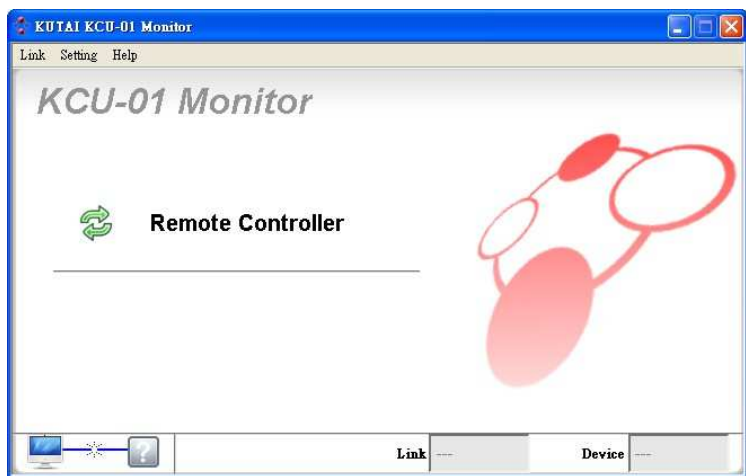 KUTAI KCU-01 Monitor
Link Setting Help
KCU-01 Monitor
Remote Controller
? Link --- Device ---